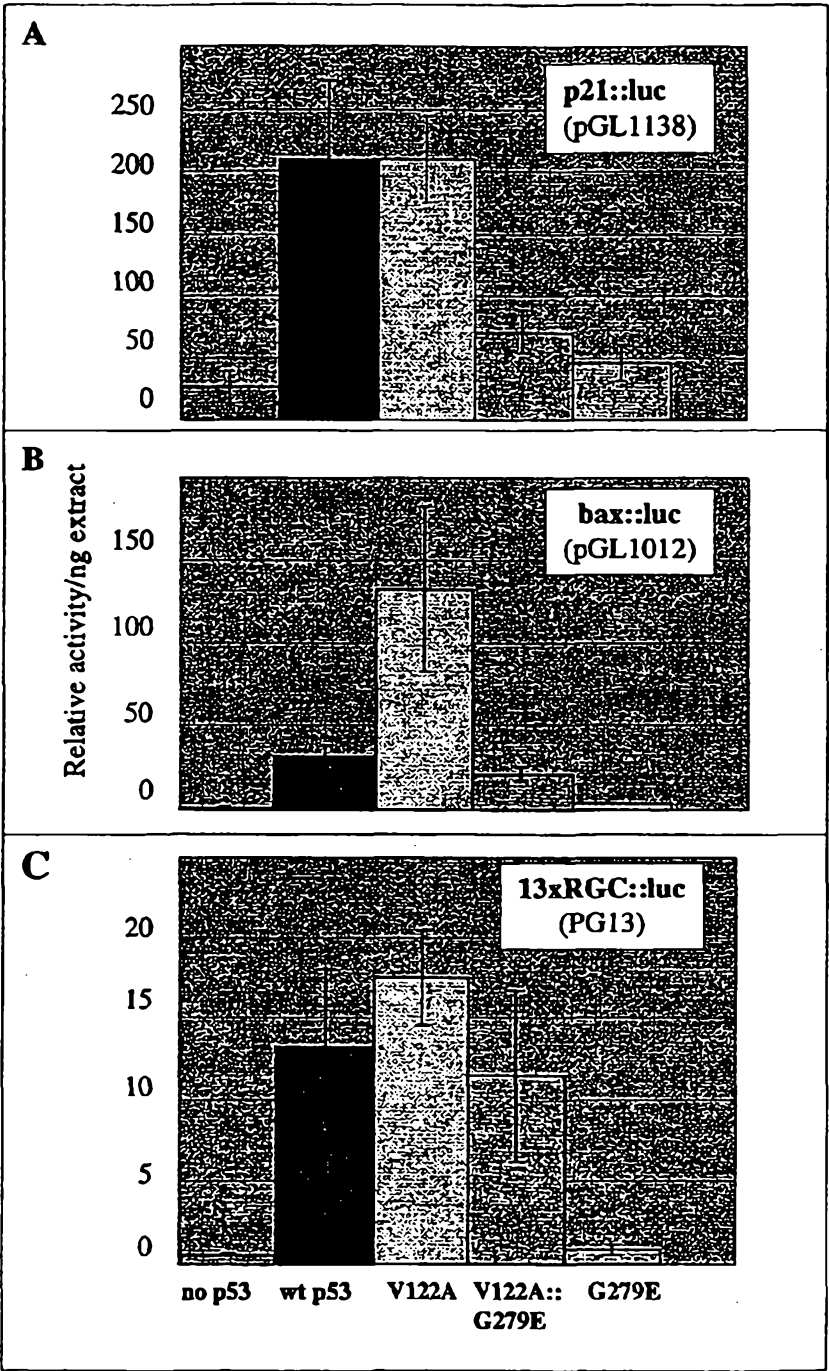 A
p21::luc
(pGL1138)
250
200
150
100
50
0
B
bax::luc
(pGL1012)
Relative activity/ng extract
150
100
50
0
C
13xRGC::luc
(PG13)
20
15
10
5
0
no p53 wt p53 V122A V122A:: G279E
G279E